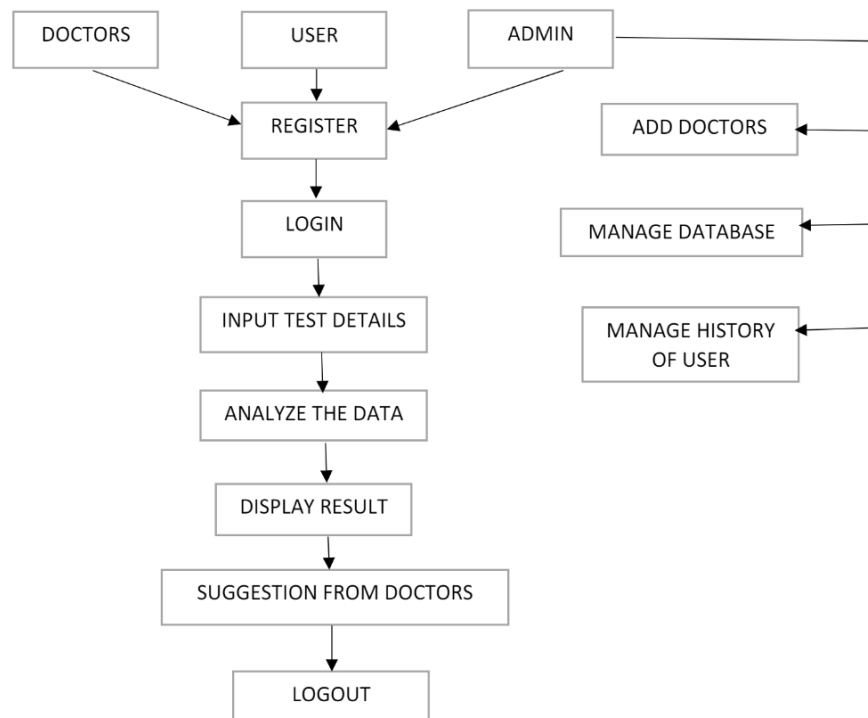 DOCTORS
USER
ADMIN
REGISTER
ADD DOCTORS
LOGIN
MANAGE DATABASE
INPUT TEST DETAILS
MANAGE HISTORY
OF USER
ANALYZE THE DATA
DISPLAY RESULT
SUGGESTION FROM DOCTORS
LOGOUT